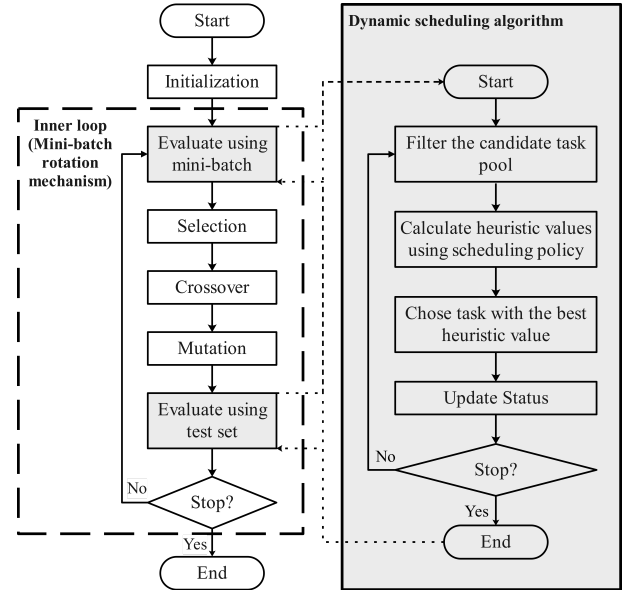 Start
Initialization
Inner loop
(Mini-batch
rotation
mechanism)
Evaluate using
mini-batch
Selection
Crossover
Mutation
Evaluate using
test set
No
Stop?
Yes
End
Dynamic scheduling algorithm
Start
Filter the candidate task
pool
Calculate heuristic values
using scheduling policy
Chose task with the best
heuristic value
Update Status
No
Stop?
Yes
End